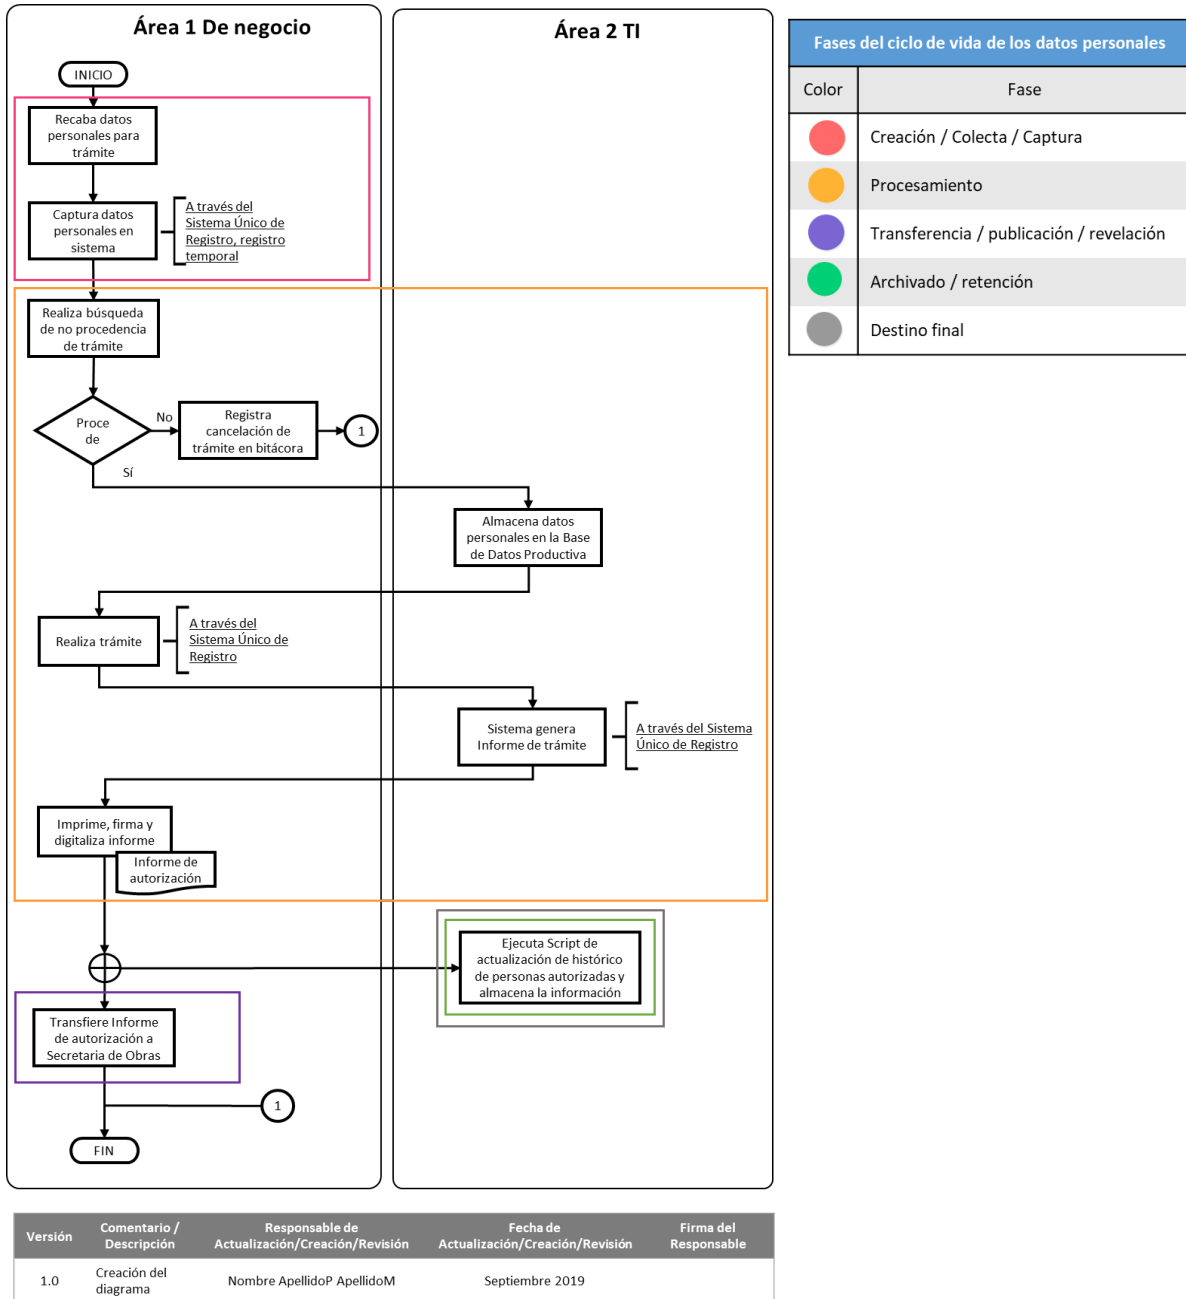 Área 1 De negocio
Área 2 TI
INICIO
Recaba datos
personales para
trámite
Captura datos
personales en
sistema
A través del
Sistema Único de
Registro, registro
temporal
Realiza búsqueda
de no procedencia
de trámite
Proce
de
No
Registra
cancelación de
trámite en bitácora
1
Sí
Almacena datos
personales en la Base
de Datos Productiva
Realiza trámite
A través del
Sistema Único de
Registro
Sistema genera
Informe de trámite
A través del Sistema
Único de Registro
Imprime, firma y
digitaliza informe
Informe de
autorización
Ejecuta Script de
actualización de histórico
de personas autorizadas y
almacena la información
Transfiere Informe
de autorización a
Secretaria de Obras
1
FIN
Fases del ciclo de vida de los datos personales
Color Fase
Creación / Colecta / Captura
Procesamiento
Transferencia / publicación / revelación
Archivado / retención
Destino final
Versión
Comentario /
Descripción
Responsable de
Actualización/Creación/Revisión
Fecha de
Actualización/Creación/Revisión
Firma del
Responsable
1.0
Creación del
diagrama
Nombre ApellidoP ApellidoM
Septiembre 2019